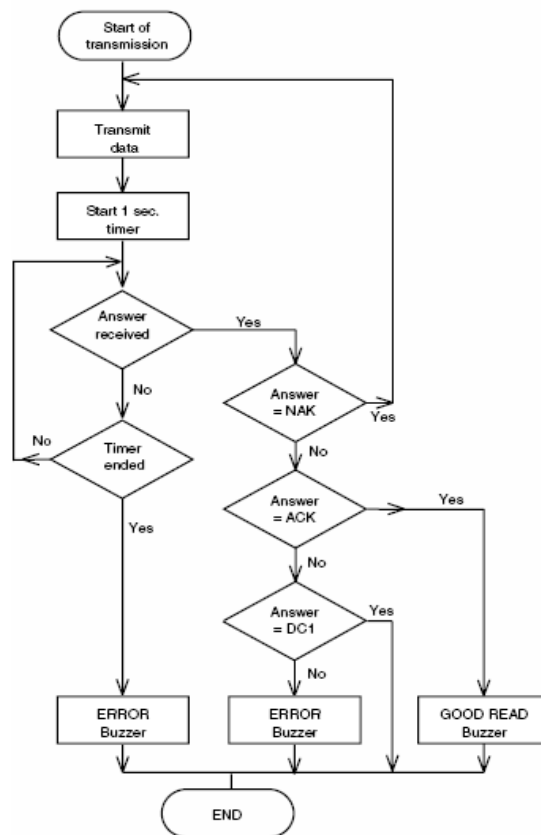 Start of
transmission
Transmit
data
Start 1 sec.
timer
Answer
received
Yes
No
Answer
= NAK
Yes
No
Timer
ended
No
Yes
Answer
= ACK
Yes
No
Answer
= DC1
Yes
No
ERROR
Buzzer
ERROR
Buzzer
GOOD READ
Buzzer
END